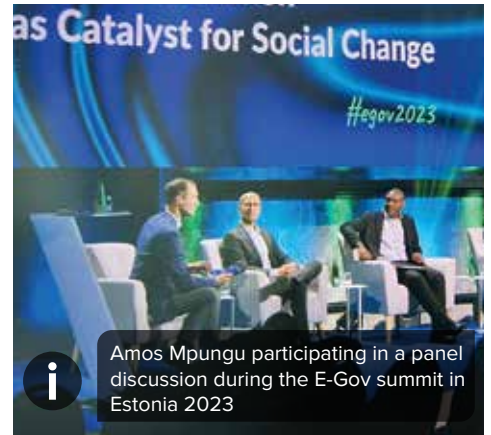 as Catalyst for Social Change
#egov2023
Amos Mpungu participating in a panel
discussion during the E-Gov summit in
Estonia 2023